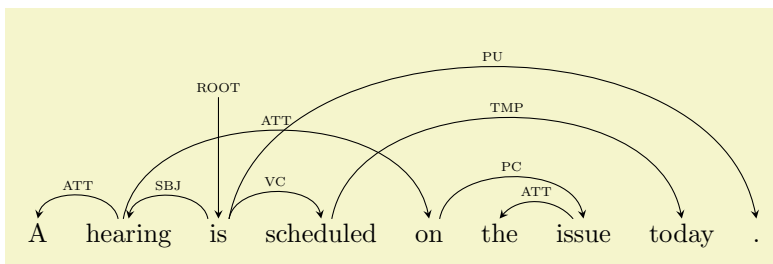 PU
ROOT
TMP
ATT
PC
ATT SBJ VC ATT
A hearing is scheduled on the issue today .